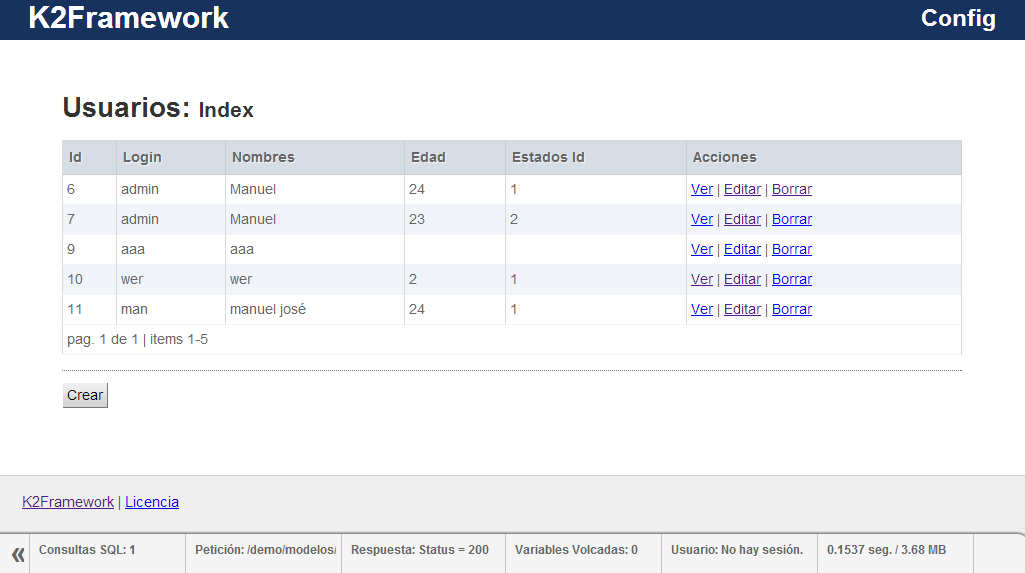 K2Framework Config
Usuarios: Index
Id Login Nombres Edad Estados Id Acciones
6 admin Manuel 24 1 Ver | Editar | Borrar
7 admin Manuel 23 2 Ver | Editar | Borrar
9 aaa aaa Ver | Editar | Borrar
10 wer wer 2 1 Ver | Editar | Borrar
11 man manuel josé 24 1 Ver | Editar | Borrar
pag. 1 de 1 | items 1-5
Crear
K2Framework | Licencia
« Consultas SQL: 1 Petición: /demo/modelos/ Respuesta: Status = 200 Variables Volcadas: 0 Usuario: No hay sesión. 0.1537 seg. / 3.68 MB